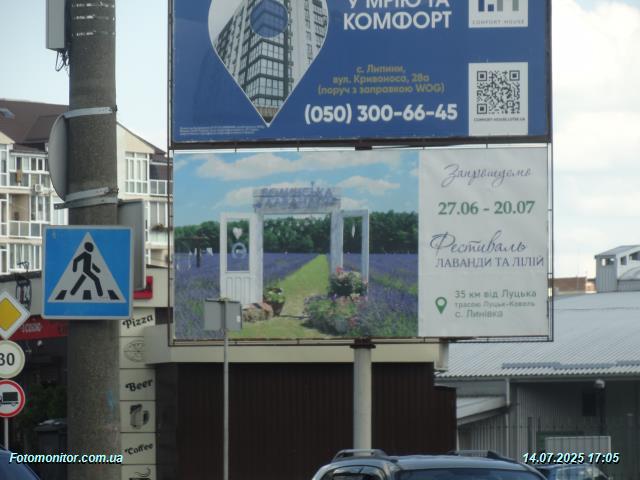 У МРІЮ ТА
КОМФОРТ
COMFORT HOUSE
с. Липини,
вул. Кривоноса, 28а
(поруч з заправкою WOG)
(050) 300-66-45
Запрошуємо
27.06 - 20.07
Фестиваль
ЛАВАНДИ ТА ЛІЛІЙ
35 км від Луцька
трасою Луцьк-Ковель
с. Линівка
Pizza
Beer
Coffee
30
Fotomonitor.com.ua
14.07.2025 17:05